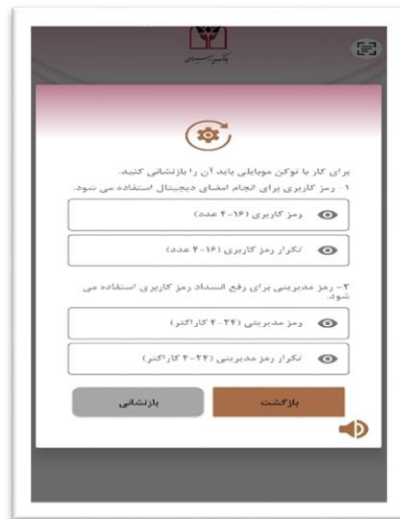 بانک پارسیان
برای کار با توکن موبایلی باید آن را بازنشانی کنید.
۱- رمز کاربری برای انجام امضای دیجیتال استفاده می شود.
رمز کاربری (۱۶-۴ عدد)
تکرار رمز کاربری (۱۶-۴ عدد)
۲- رمز مدیریتی برای رفع انسداد رمز کاربری استفاده می
شود.
رمز مدیریتی (۲۴-۴ کاراکتر)
تکرار رمز مدیریتی (۲۴-۴ کاراکتر)
بازگشت
بازنشانی